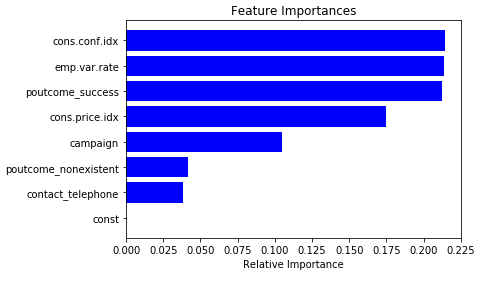 Feature Importances
cons.conf.idx
emp.var.rate
poutcome_success
cons.price.idx
campaign
poutcome_nonexistent
contact_telephone
const
0.000 0.025 0.050 0.075 0.100 0.125 0.150 0.175 0.200 0.225
Relative Importance